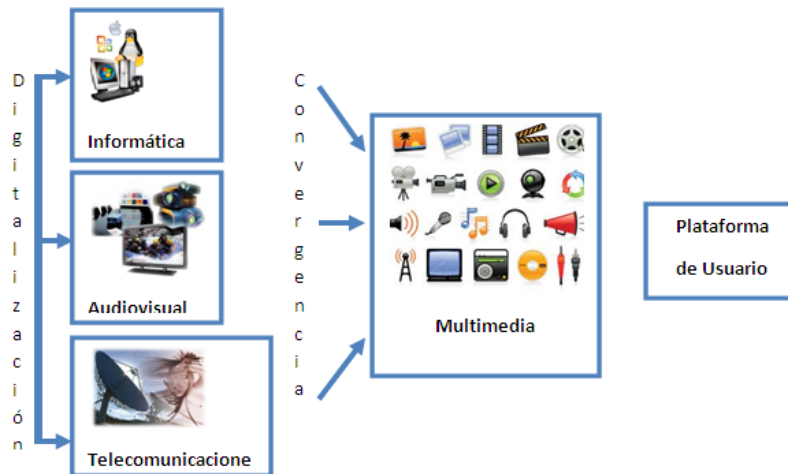 Digitalización
Informática
Audiovisual
Telecomunicacione
Convergencia
Multimedia
Plataforma
de Usuario